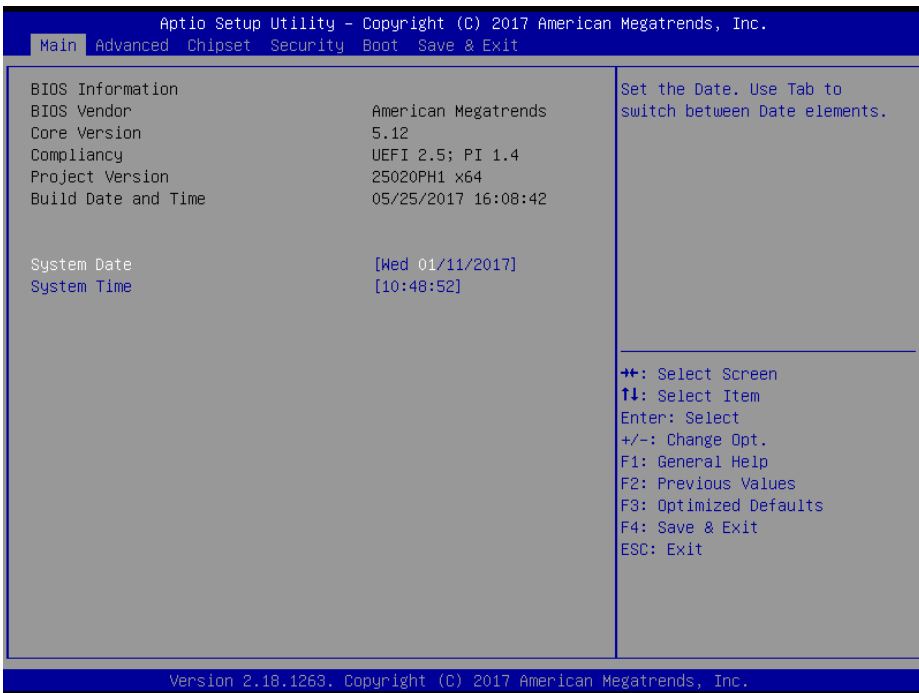 Aptio Setup Utility – Copyright (C) 2017 American Megatrends, Inc.
Main Advanced Chipset Security Boot Save & Exit
BIOS Information
BIOS Vendor American Megatrends
Core Version 5.12
Compliancy UEFI 2.5; PI 1.4
Project Version 25020PH1 x64
Build Date and Time 05/25/2017 16:08:42
System Date [Wed 01/11/2017]
System Time [10:48:52]
Set the Date. Use Tab to
switch between Date elements.
→←: Select Screen
↑↓: Select Item
Enter: Select
+/-: Change Opt.
F1: General Help
F2: Previous Values
F3: Optimized Defaults
F4: Save & Exit
ESC: Exit
Version 2.18.1263. Copyright (C) 2017 American Megatrends, Inc.